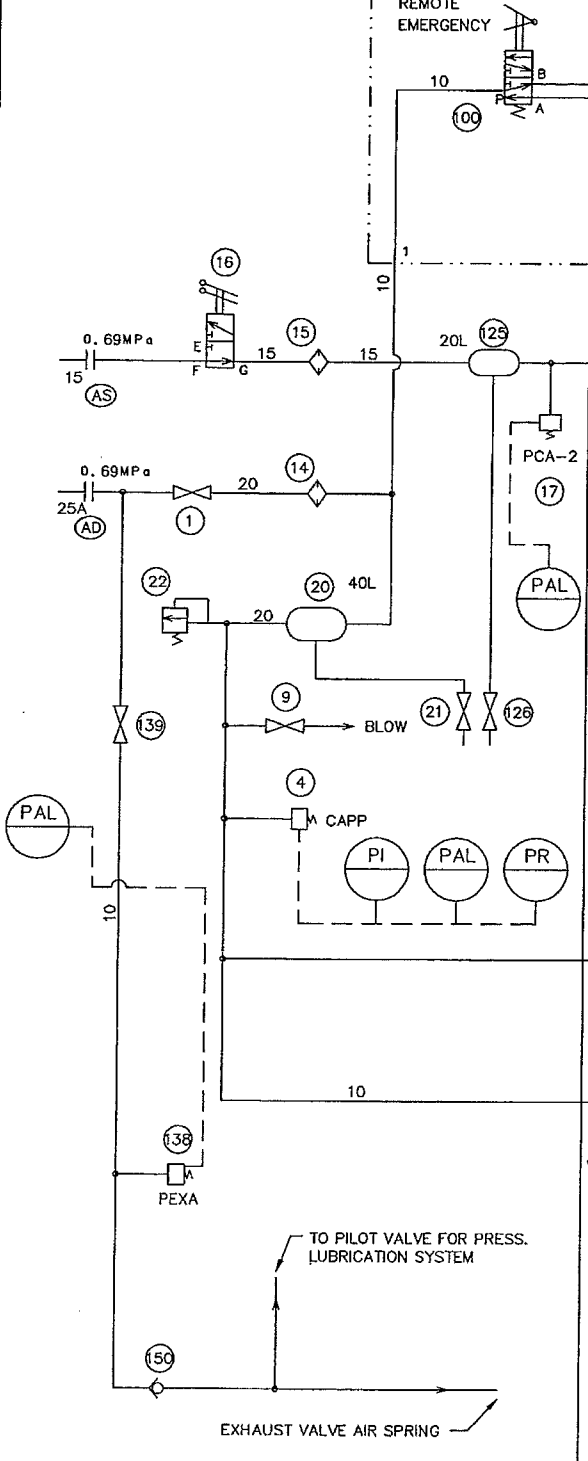 REMOTE
EMERGENCY
10
B
P
A
100
16
1
10
0.69MPa
E
F
G
15
15
15
20L
125
15
AS
PCA-2
17
0.69MPa
20
14
25A
AD
1
PAL
22
20
40L
20
9
BLOW
21
126
139
4
CAPP
PAL
PI
PAL
PR
10
10
138
PEXA
TO PILOT VALVE FOR PRESS.
LUBRICATION SYSTEM
150
EXHAUST VALVE AIR SPRING